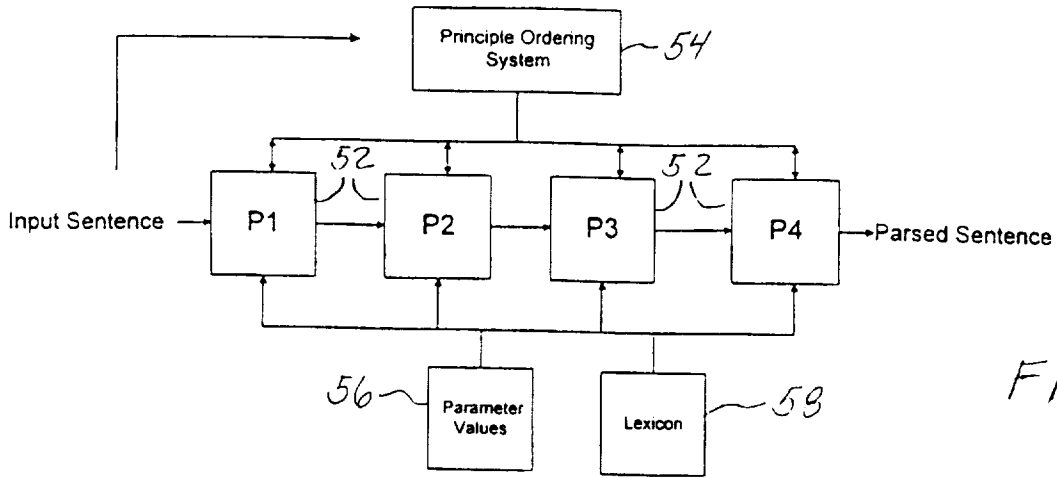 Principle Ordering
System
54
52
52
Input Sentence
P1
P2
P3
P4
Parsed Sentence
56
Parameter
Values
Lexicon
58